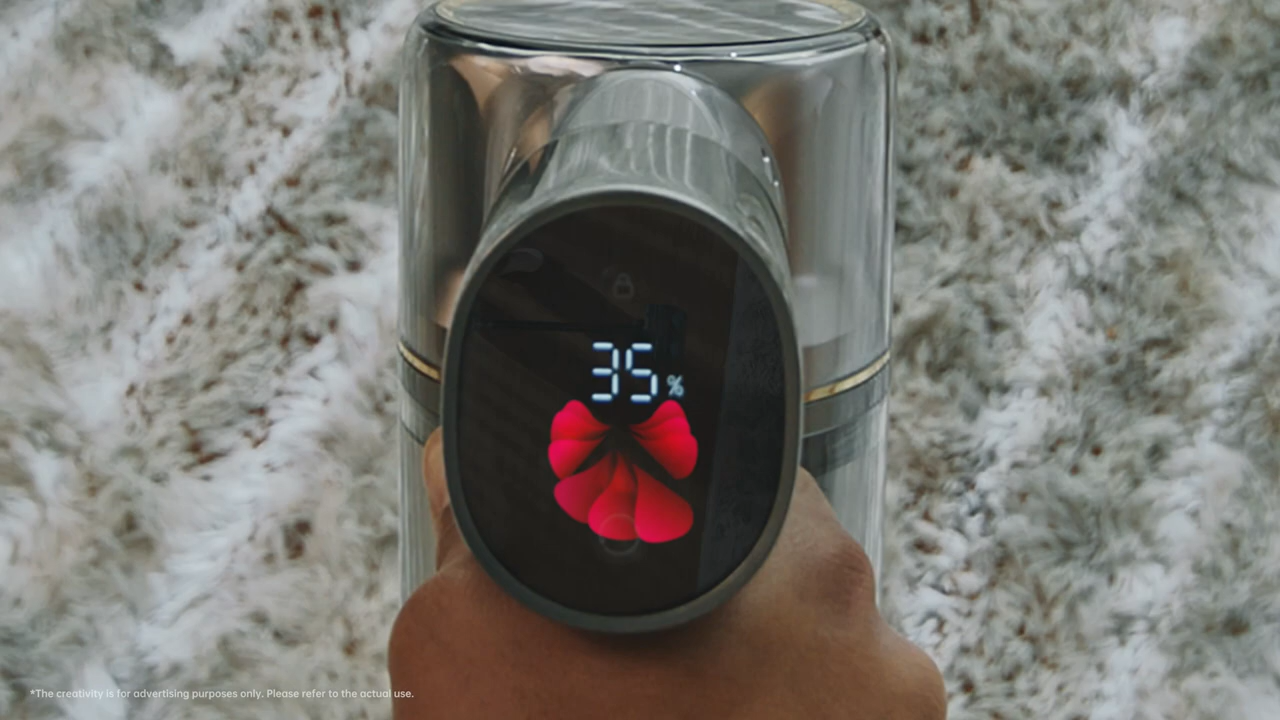 35 %
*The creativity is for advertising purposes only. Please refer to the actual use.